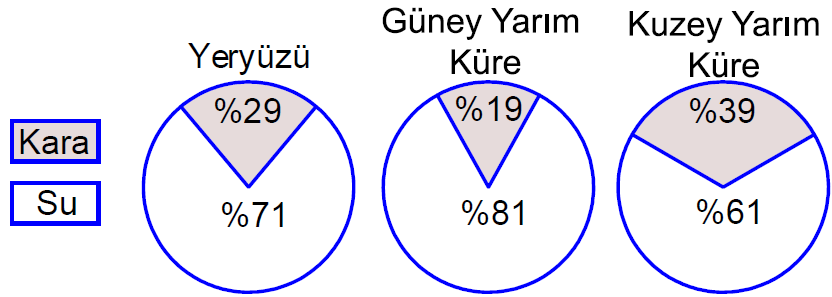 Yeryüzü
%29
%71
Güney Yarım
Küre
%19
%81
Kuzey Yarım
Küre
%39
%61
Kara
Su